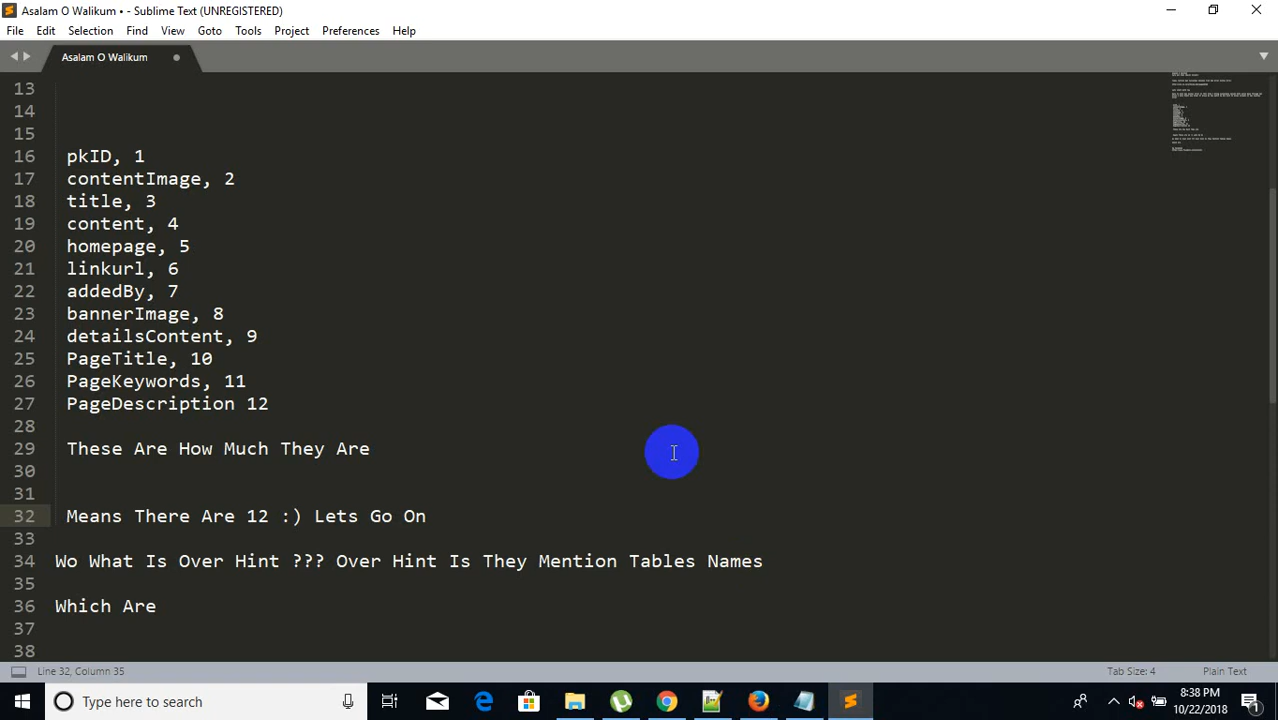 Asalam O Walikum • - Sublime Text (UNREGISTERED)
File Edit Selection Find View Goto Tools Project Preferences Help
Asalam O Walikum
13
14
15
16 pkID, 1
17 contentImage, 2
18 title, 3
19 content, 4
20 homepage, 5
21 linkurl, 6
22 addedBy, 7
23 bannerImage, 8
24 detailsContent, 9
25 PageTitle, 10
26 PageKeywords, 11
27 PageDescription 12
28
29 These Are How Much They Are
30
31
32 Means There Are 12 :) Lets Go On
33
34 Wo What Is Over Hint ??? Over Hint Is They Mention Tables Names
35
36 Which Are
37
38
Line 32, Column 35 Tab Size: 4 Plain Text
Type here to search
8:38 PM
10/22/2018
1